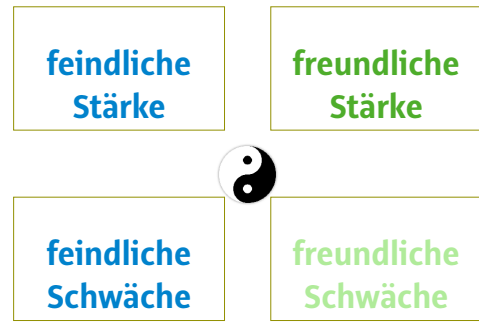 feindliche
Stärke
freundliche
Stärke
feindliche
Schwäche
freundliche
Schwäche